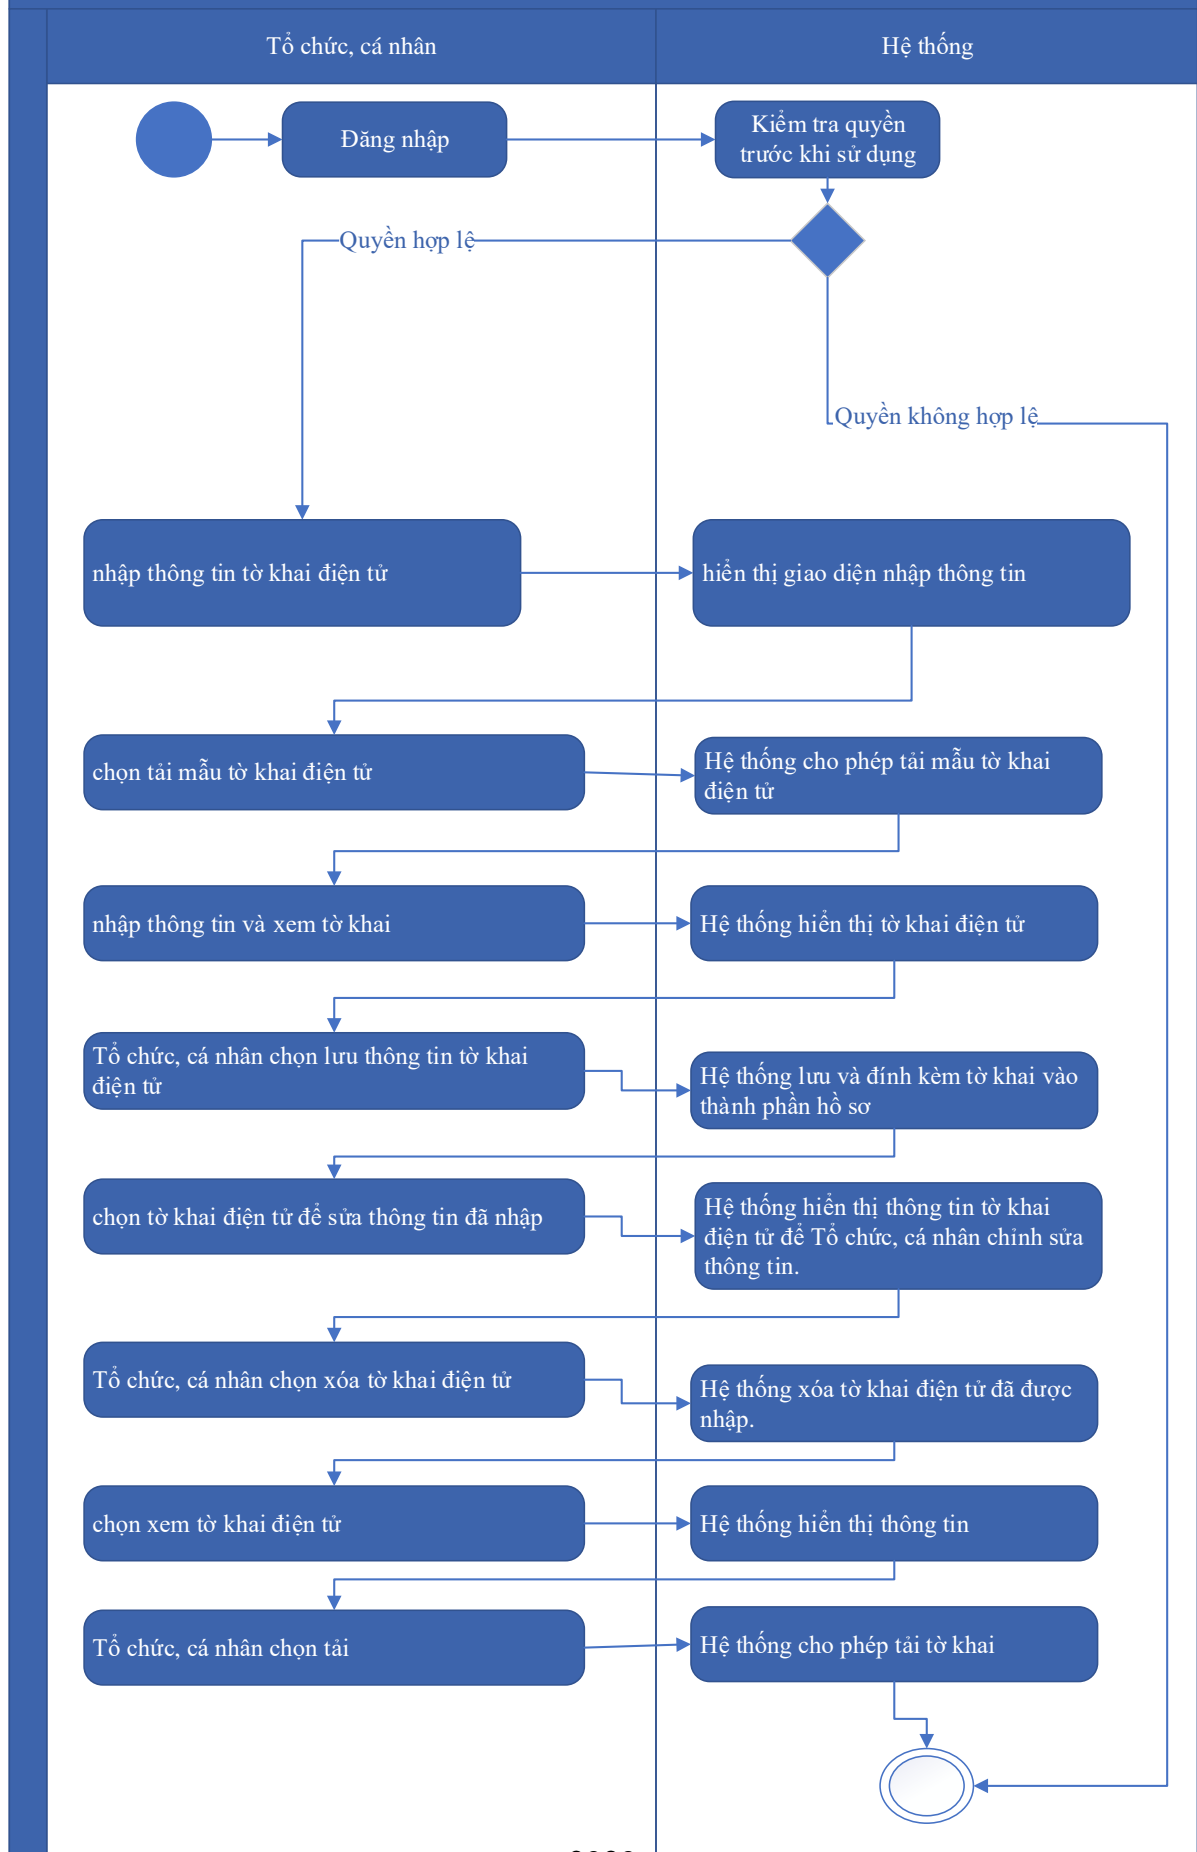 Tổ chức, cá nhân
Hệ thống
Đăng nhập
Kiểm tra quyền
trước khi sử dụng
Quyền hợp lệ
Quyền không hợp lệ
nhập thông tin tờ khai điện tử
hiển thị giao diện nhập thông tin
chọn tải mẫu tờ khai điện tử
Hệ thống cho phép tải mẫu tờ khai
điện tử
nhập thông tin và xem tờ khai
Hệ thống hiển thị tờ khai điện tử
Tổ chức, cá nhân chọn lưu thông tin tờ khai
điện tử
Hệ thống lưu và đính kèm tờ khai vào
thành phần hồ sơ
chọn tờ khai điện tử để sửa thông tin đã nhập
Hệ thống hiển thị thông tin tờ khai
điện tử để Tổ chức, cá nhân chỉnh sửa
thông tin.
Tổ chức, cá nhân chọn xóa tờ khai điện tử
Hệ thống xóa tờ khai điện tử đã được
nhập.
chọn xem tờ khai điện tử
Hệ thống hiển thị thông tin
Tổ chức, cá nhân chọn tải
Hệ thống cho phép tải tờ khai